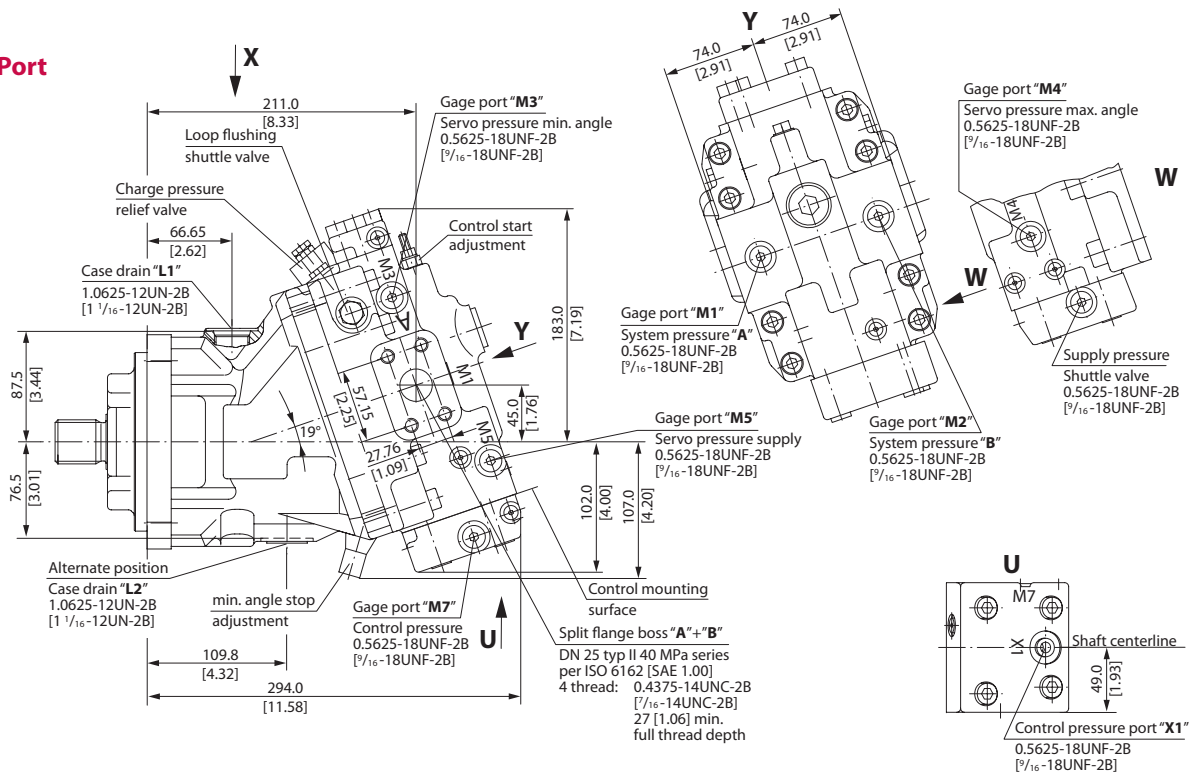 Port
X
211.0
[8.33]
Loop flushing
shuttle valve
Charge pressure
relief valve
66.65
[2.62]
Case drain "L1"
1.0625-12UN-2B
[1 1/16-12UN-2B]
87.5
[3.44]
76.5
[3.01]
Gage port "M3"
Servo pressure min. angle
0.5625-18UNF-2B
[9/16-18UNF-2B]
Control start
adjustment
183.0
[7.19]
M3
A
M1
M5
Y
57.15
[2.25]
19°
27.76
[1.09]
45.0
[1.76]
Gage port "M5"
Servo pressure supply
0.5625-18UNF-2B
[9/16-18UNF-2B]
102.0
[4.00]
107.0
[4.20]
Alternate position
Case drain "L2"
1.0625-12UN-2B
[1 1/16-12UN-2B]
min. angle stop
adjustment
109.8
[4.32]
294.0
[11.58]
Gage port "M7"
Control pressure
0.5625-18UNF-2B
[9/16-18UNF-2B]
U
Control mounting
surface
Split flange boss "A"+"B"
DN 25 typ II 40 MPa series
per ISO 6162 [SAE 1.00]
4 thread: 0.4375-14UNC-2B
[7/16-14UNC-2B]
27 [1.06] min.
full thread depth
Y
74.0
[2.91]
74.0
[2.91]
Gage port "M1"
System pressure "A"
0.5625-18UNF-2B
[9/16-18UNF-2B]
W
Gage port "M2"
System pressure "B"
0.5625-18UNF-2B
[9/16-18UNF-2B]
Gage port "M4"
Servo pressure max. angle
0.5625-18UNF-2B
[9/16-18UNF-2B]
W
M4
Supply pressure
Shuttle valve
0.5625-18UNF-2B
[9/16-18UNF-2B]
U
M7
X1
Shaft centerline
49.0
[1.93]
Control pressure port "X1"
0.5625-18UNF-2B
[9/16-18UNF-2B]